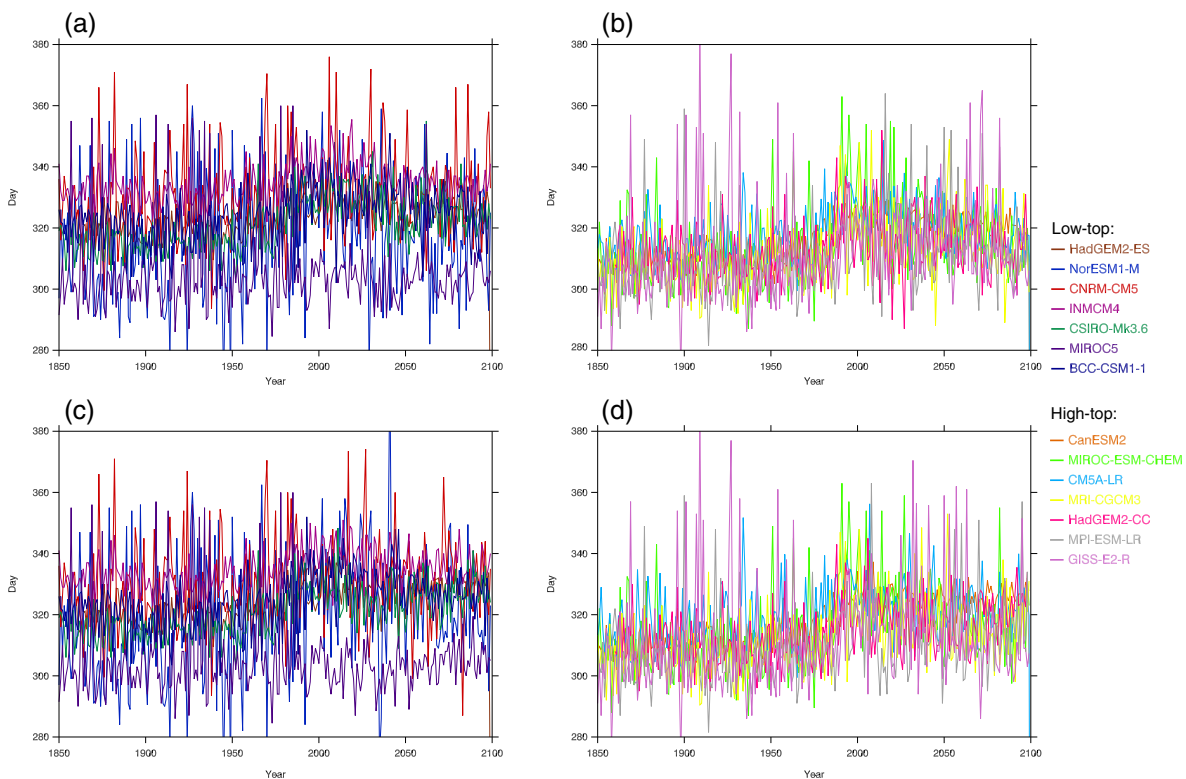 (a)
(b)
380
360
340
320
300
280
Day
1850
1900
1950
2000
2050
2100
Year
380
360
340
320
300
280
Day
1850
1900
1950
2000
2050
2100
Year
Low-top:
HadGEM2-ES
NorESM1-M
CNRM-CM5
INMCM4
CSIRO-Mk3.6
MIROC5
BCC-CSM1-1
(c)
(d)
380
360
340
320
300
280
Day
1850
1900
1950
2000
2050
2100
Year
380
360
340
320
300
280
Day
1850
1900
1950
2000
2050
2100
Year
High-top:
CanESM2
MIROC-ESM-CHEM
CM5A-LR
MRI-CGCM3
HadGEM2-CC
MPI-ESM-LR
GISS-E2-R